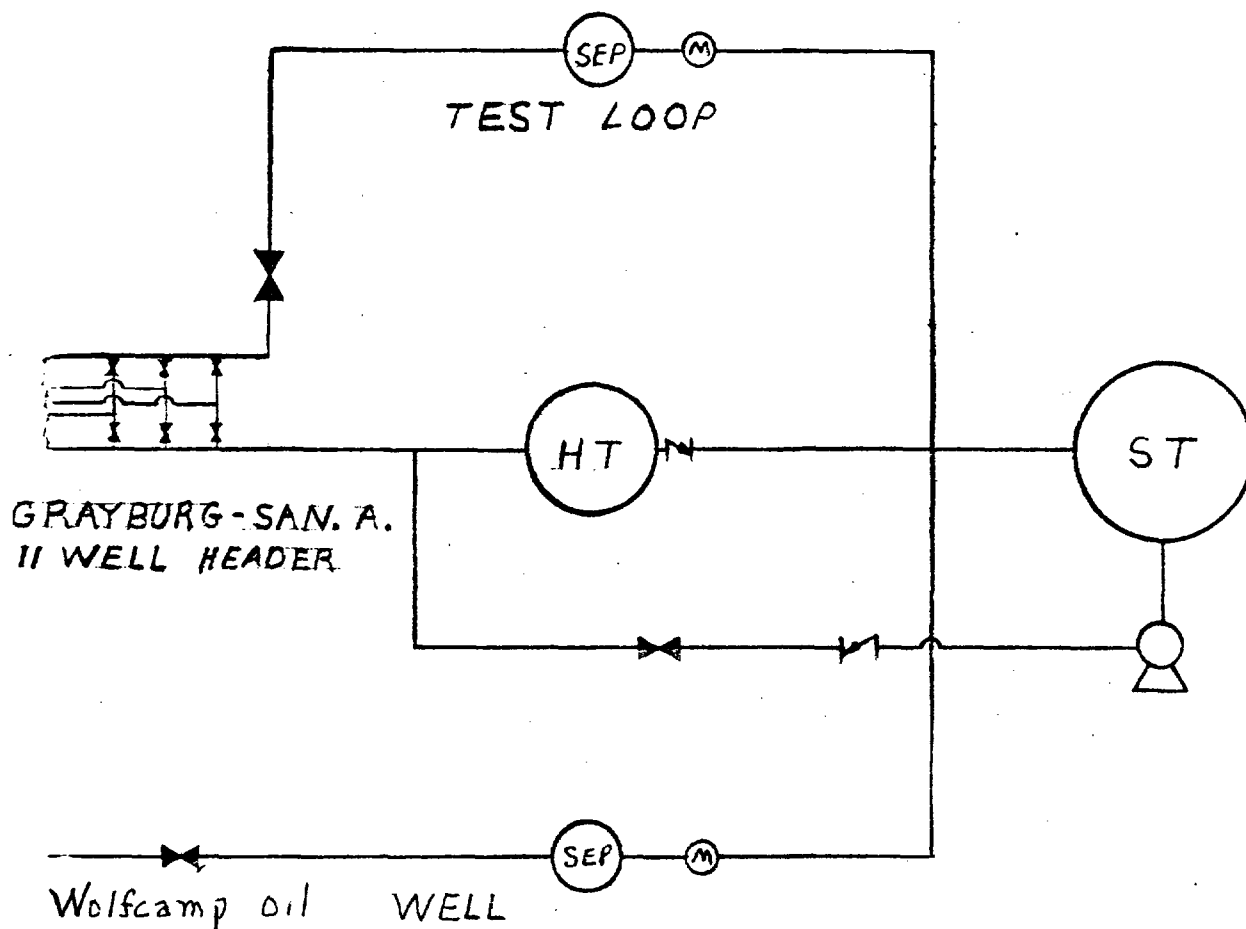 SEP M
TEST LOOP
HT
ST
GRAYBURG-SAN. A.
11 WELL HEADER
SEP M
Wolfcamp oil WELL